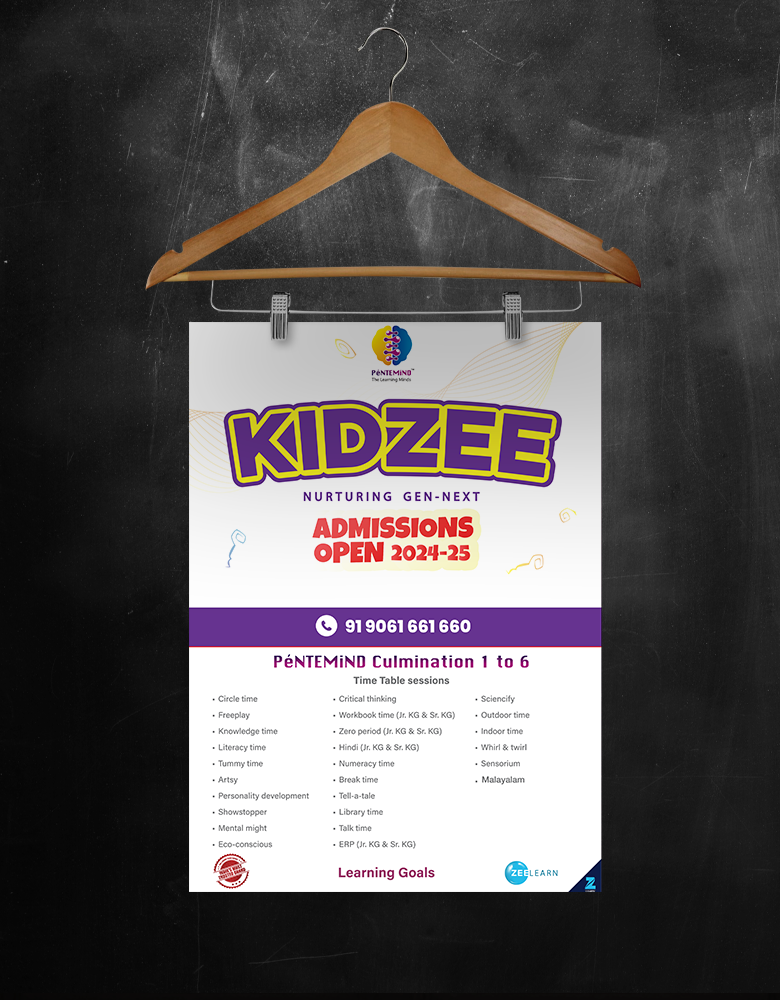 PéNTEMiND™
The Learning Minds
KIDZEE
NURTURING GEN-NEXT
ADMISSIONS
OPEN 2024-25
91 9061 661 660
PéNTEMiND Culmination 1 to 6
Time Table sessions
• Circle time
• Freeplay
• Knowledge time
• Literacy time
• Tummy time
• Artsy
• Personality development
• Showstopper
• Mental might
• Eco-conscious
• Critical thinking
• Workbook time (Jr. KG & Sr. KG)
• Zero period (Jr. KG & Sr. KG)
• Hindi (Jr. KG & Sr. KG)
• Numeracy time
• Break time
• Tell-a-tale
• Library time
• Talk time
• ERP (Jr. KG & Sr. KG)
• Sciencify
• Outdoor time
• Indoor time
• Whirl & twirl
• Sensorium
• Malayalam
Learning Goals
ZEELEARN